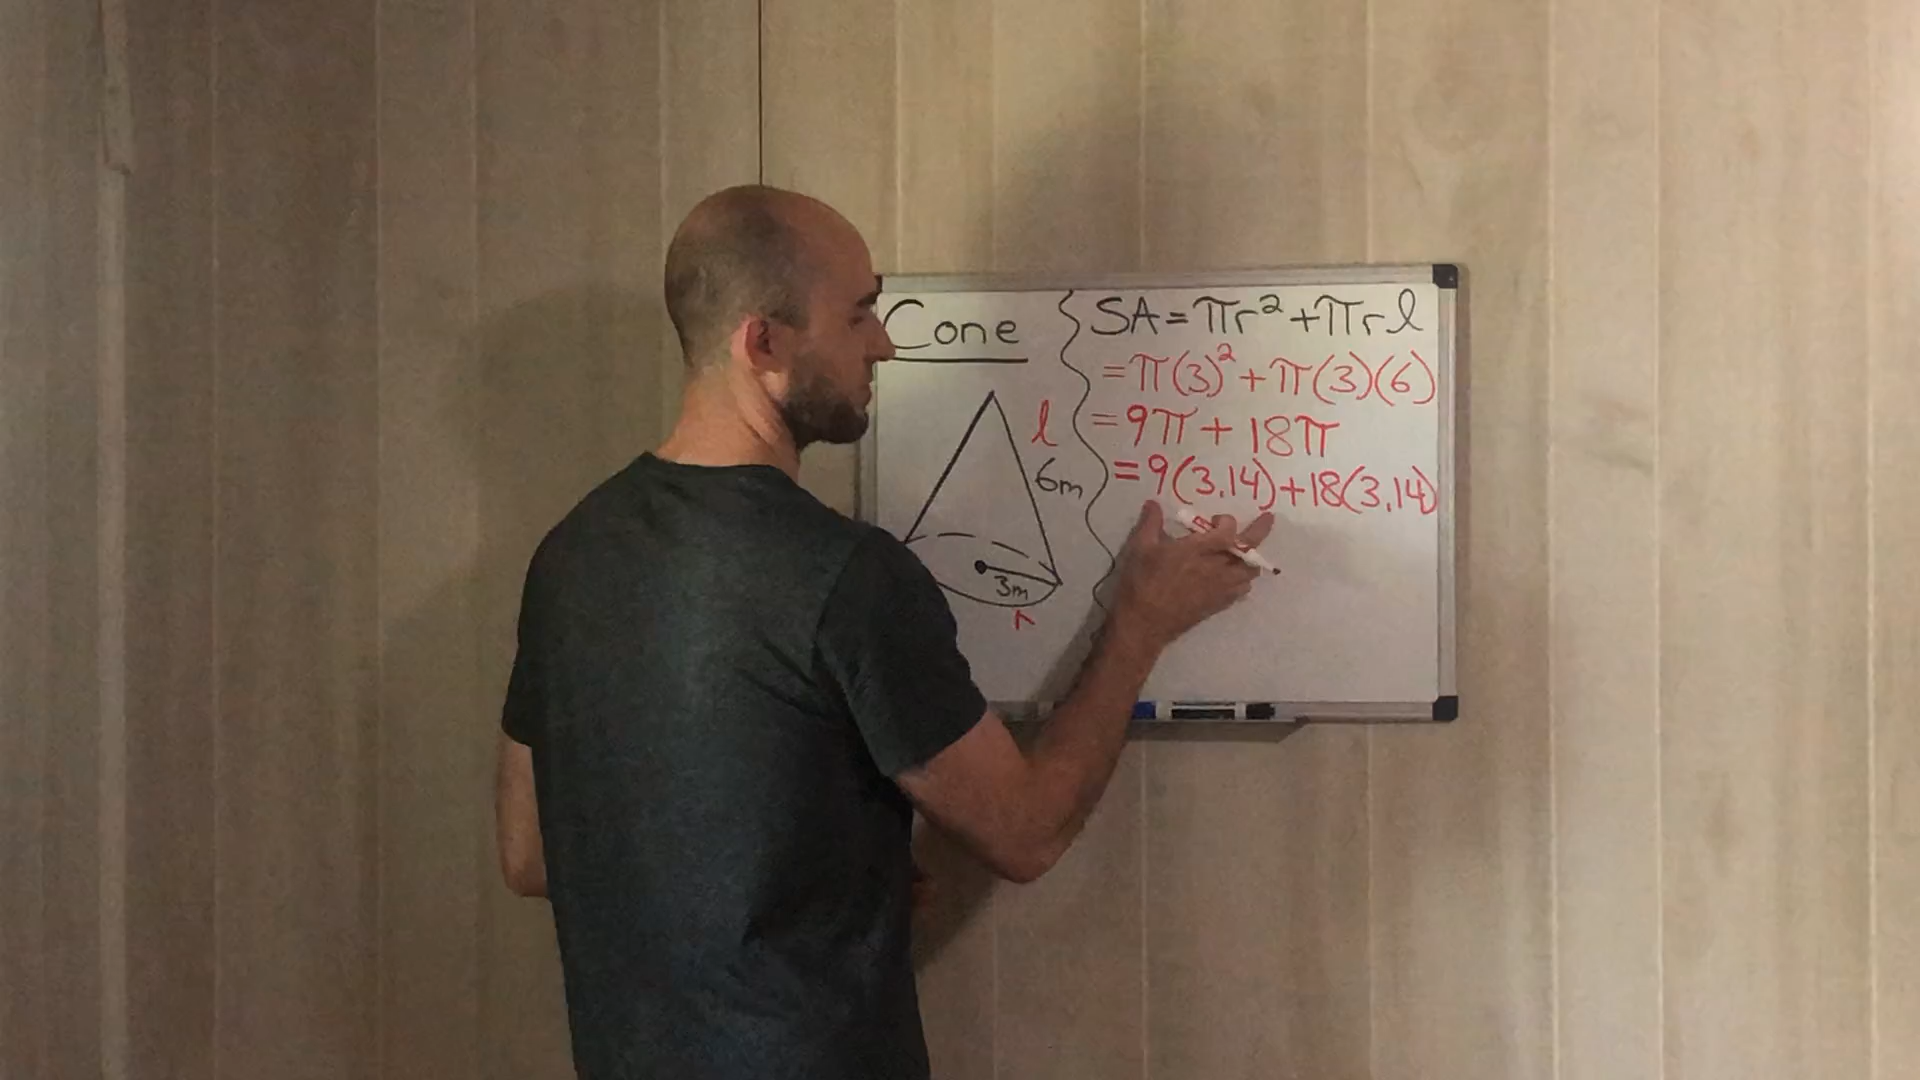 Cone
l
6m
3m
r
SA = πr² + πrl
= π(3)² + π(3)(6)
= 9π + 18π
= 9(3.14) + 18(3.14)